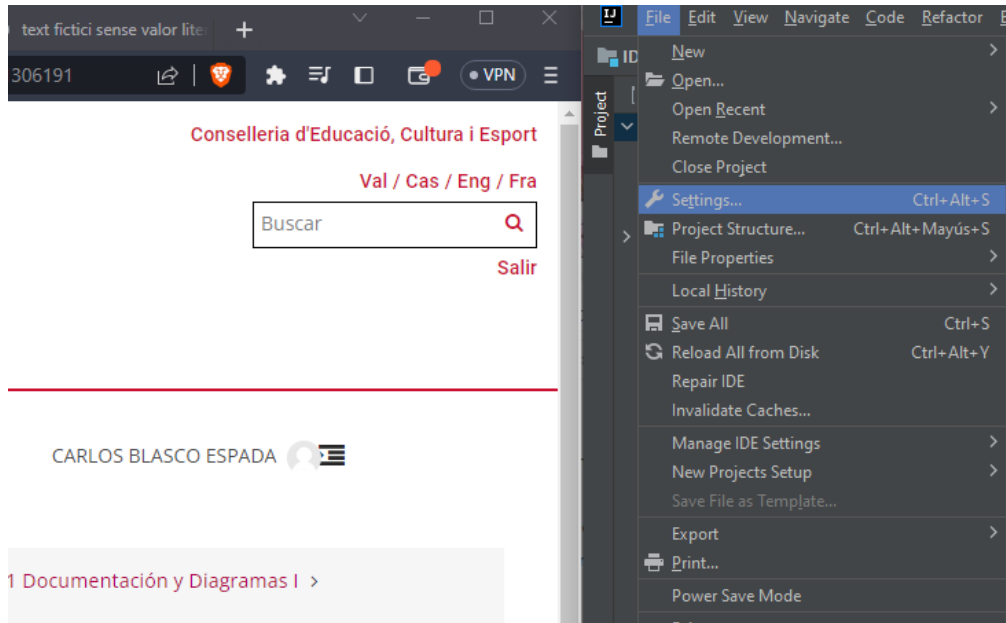 text fictici sense valor lite
306191
VPN
Conselleria d'Educació, Cultura i Esport
Val / Cas / Eng / Fra
Buscar
Salir
CARLOS BLASCO ESPADA
1 Documentación y Diagramas I >
IJ
File Edit View Navigate Code Refactor
ID
Project
New
Open...
Open Recent
Remote Development...
Close Project
Settings... Ctrl+Alt+S
Project Structure... Ctrl+Alt+Mayús+S
File Properties
Local History
Save All Ctrl+S
Reload All from Disk Ctrl+Alt+Y
Repair IDE
Invalidate Caches...
Manage IDE Settings
New Projects Setup
Save File as Template...
Export
Print...
Power Save Mode